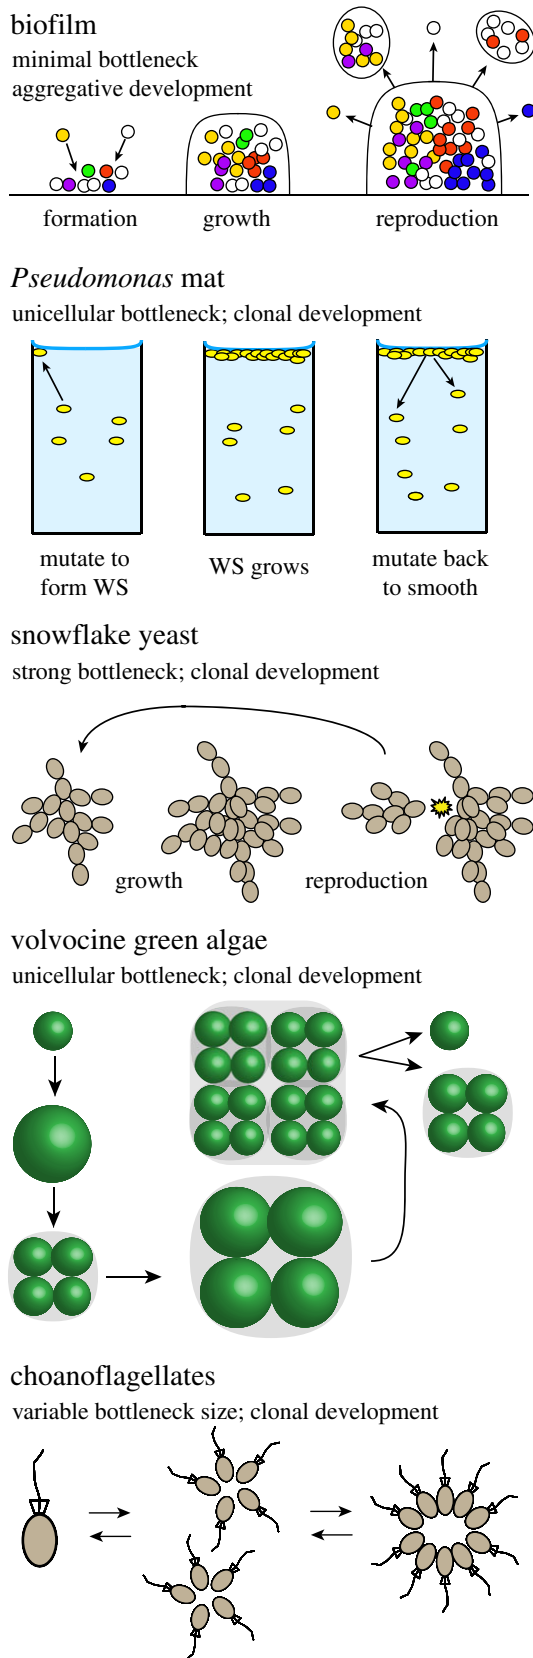 biofilm
minimal bottleneck
aggregative development
formation
growth
reproduction
Pseudomonas mat
unicellular bottleneck; clonal development
mutate to
form WS
WS grows
mutate back
to smooth
snowflake yeast
strong bottleneck; clonal development
growth
reproduction
volvocine green algae
unicellular bottleneck; clonal development
choanoflagellates
variable bottleneck size; clonal development